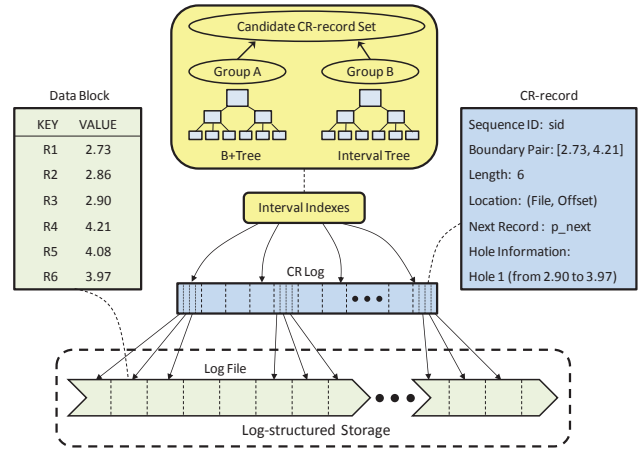 Candidate CR-record Set
Group A
Group B
B+Tree
Interval Tree
Data Block
KEY VALUE
R1 2.73
R2 2.86
R3 2.90
R4 4.21
R5 4.08
R6 3.97
CR-record
Sequence ID: sid
Boundary Pair: [2.73, 4.21]
Length: 6
Location: (File, Offset)
Next Record: p_next
Hole Information:
Hole 1 (from 2.90 to 3.97)
Interval Indexes
CR Log
Log File
Log-structured Storage